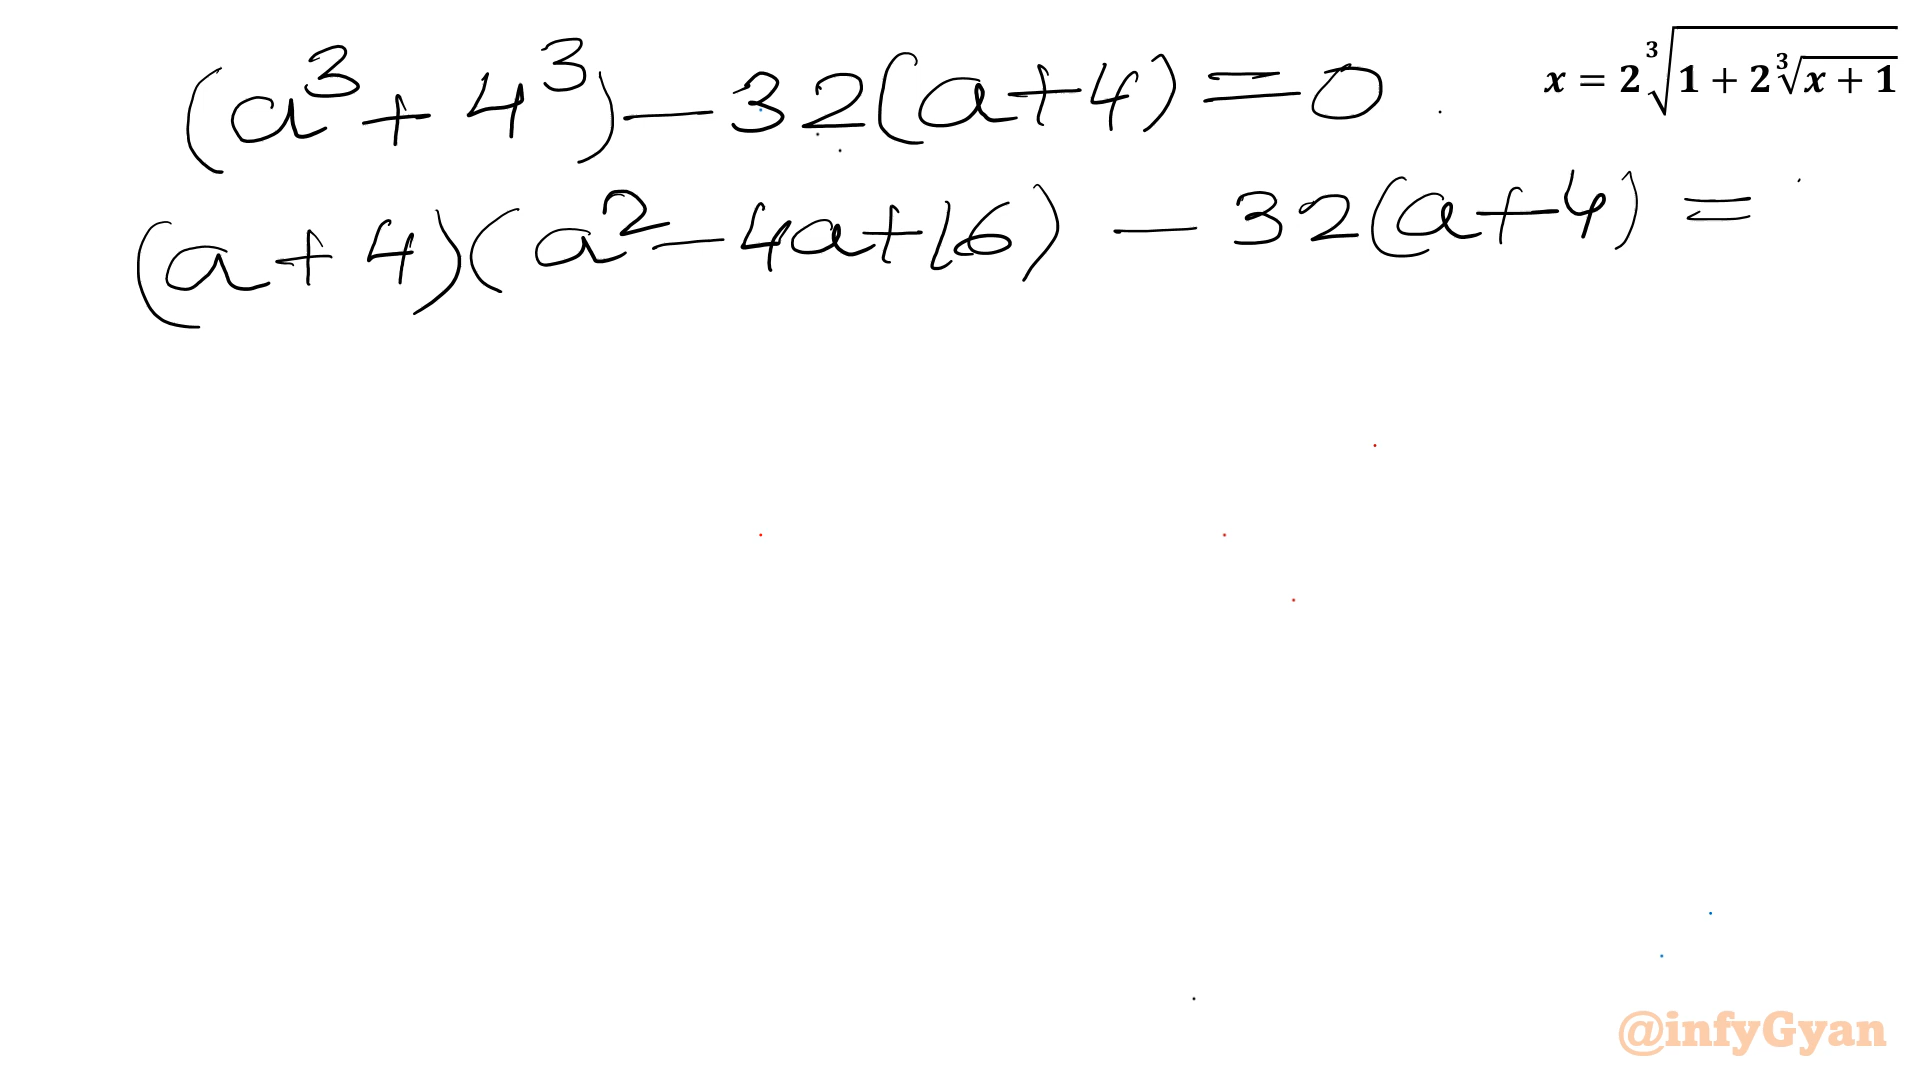 (a³ + 4³) — 32(a+4) = 0
x = 2∛(1 + 2∛(x + 1))
(a + 4)(a² — 4a + 16) — 32(a+4) =
@infyGyan